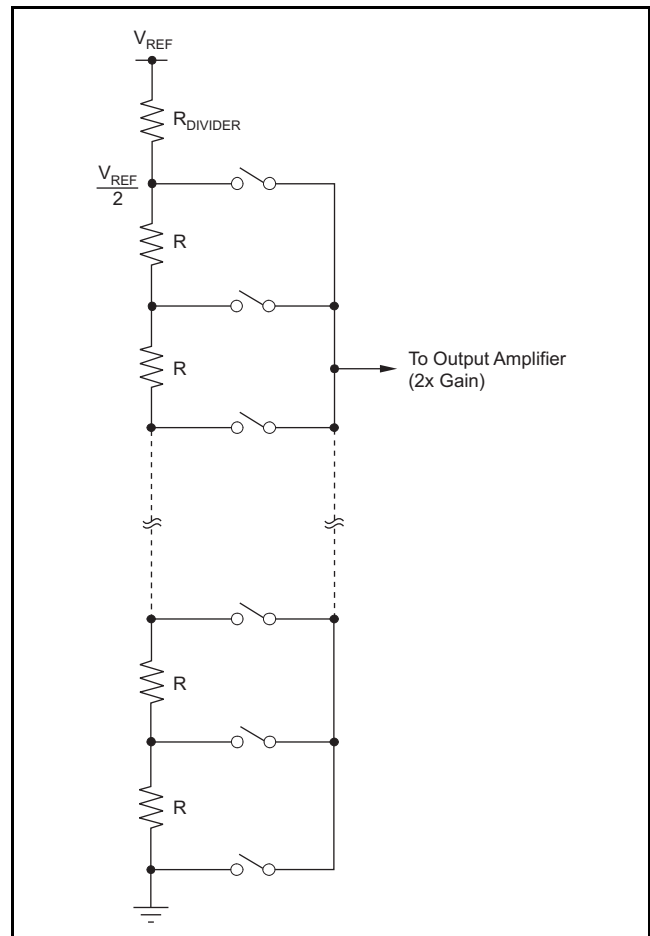 VREF
RDIVIDER
VREF
2
R
R
To Output Amplifier
(2x Gain)
R
R